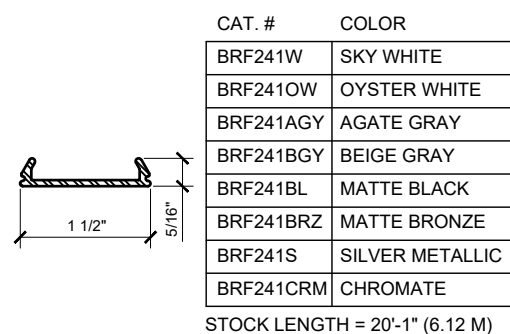 CAT. # COLOR
BRF241W SKY WHITE
BRF241OW OYSTER WHITE
BRF241AGY AGATE GRAY
BRF241BGY BEIGE GRAY
BRF241BL MATTE BLACK
BRF241BRZ MATTE BRONZE
BRF241S SILVER METALLIC
BRF241CRM CHROMATE
STOCK LENGTH = 20'-1" (6.12 M)
1 1/2"
5/16"